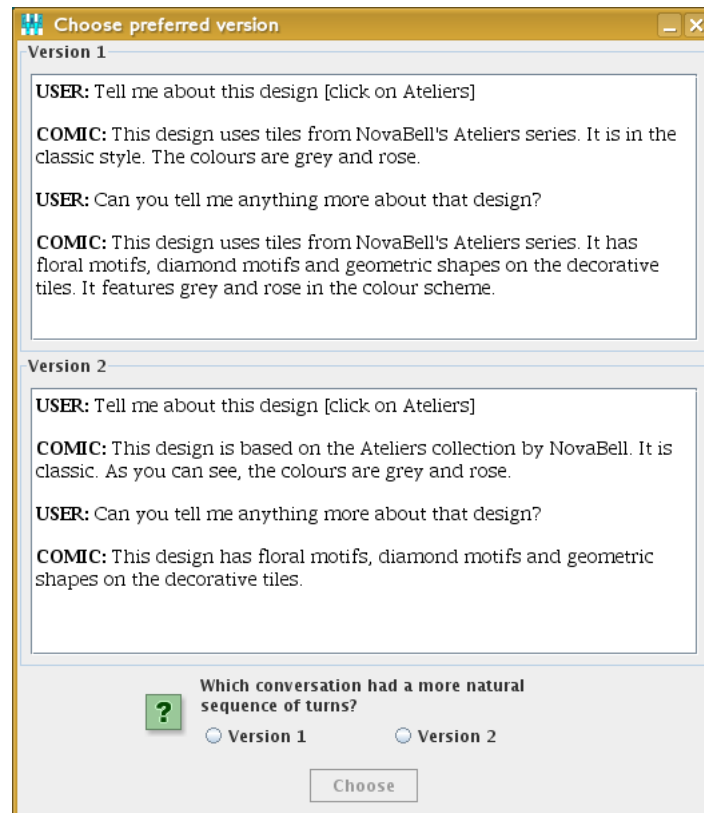 Choose preferred version
Version 1
USER: Tell me about this design [click on Ateliers]
COMIC: This design uses tiles from NovaBell's Ateliers series. It is in the
classic style. The colours are grey and rose.
USER: Can you tell me anything more about that design?
COMIC: This design uses tiles from NovaBell's Ateliers series. It has
floral motifs, diamond motifs and geometric shapes on the decorative
tiles. It features grey and rose in the colour scheme.
Version 2
USER: Tell me about this design [click on Ateliers]
COMIC: This design is based on the Ateliers collection by NovaBell. It is
classic. As you can see, the colours are grey and rose.
USER: Can you tell me anything more about that design?
COMIC: This design has floral motifs, diamond motifs and geometric
shapes on the decorative tiles.
Which conversation had a more natural
sequence of turns?
Version 1 Version 2
Choose